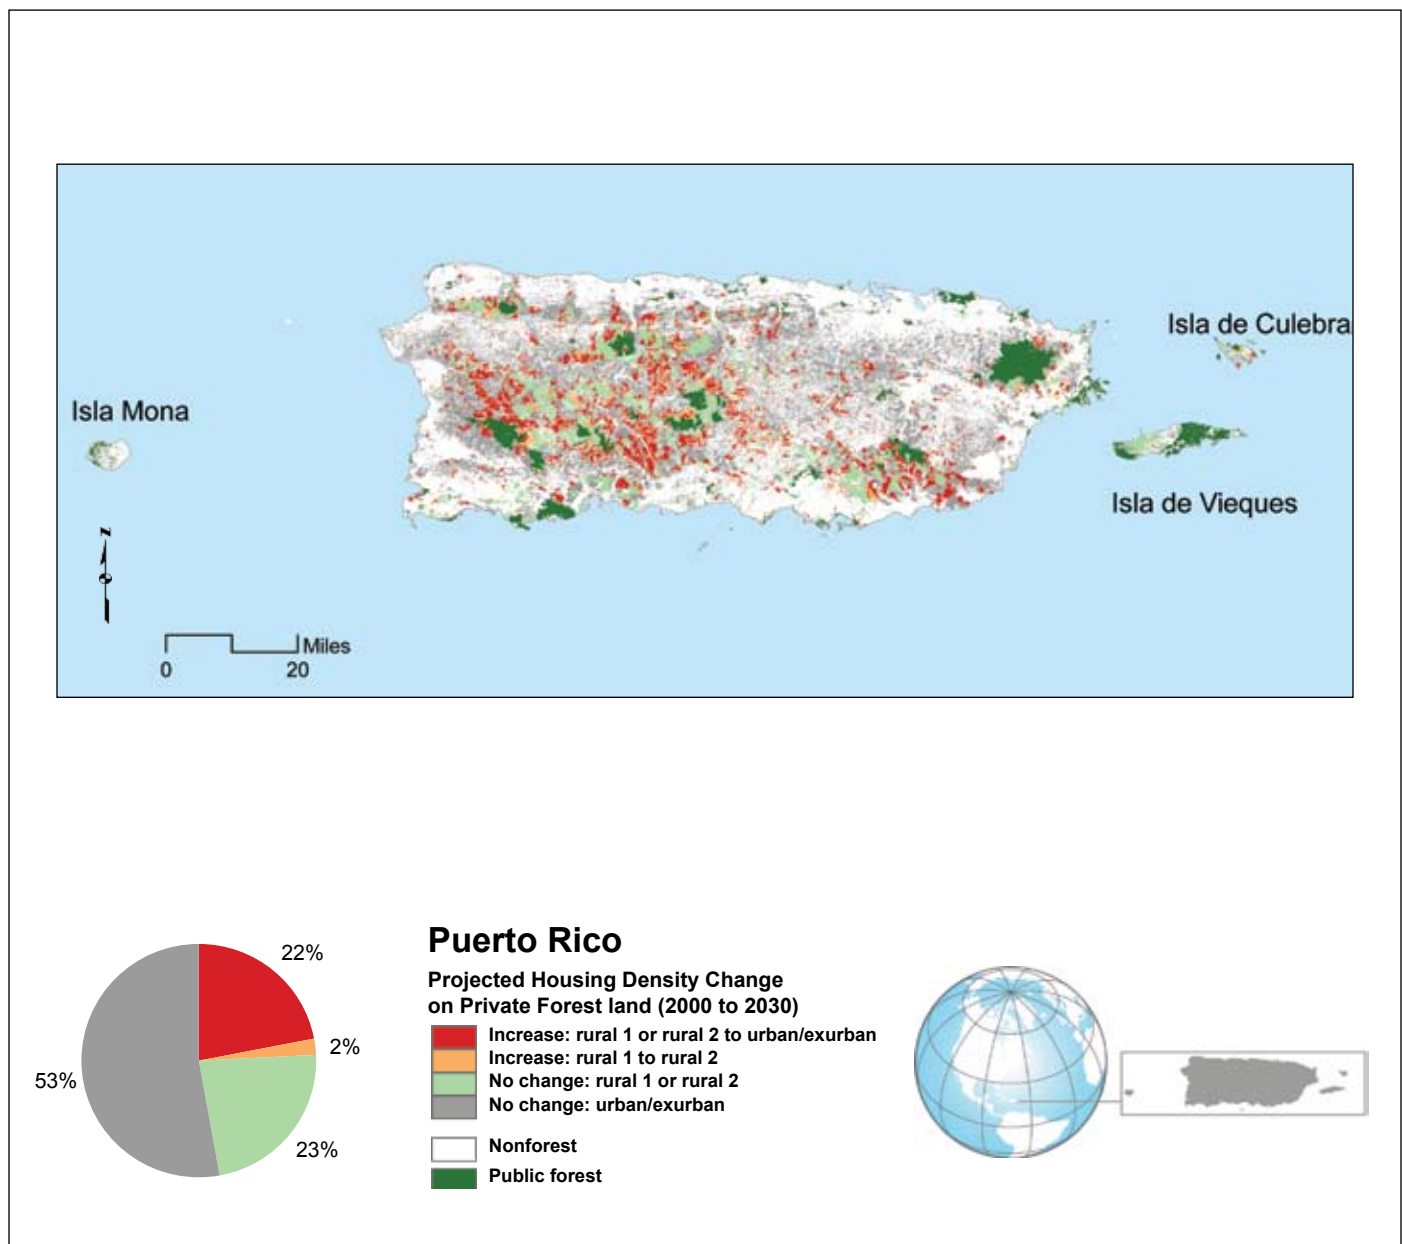 Isla de Culebra
Isla Mona
Isla de Vieques
N
Miles
0 20
22%
2%
53%
23%
Puerto Rico
Projected Housing Density Change
on Private Forest land (2000 to 2030)
Increase: rural 1 or rural 2 to urban/exurban
Increase: rural 1 to rural 2
No change: rural 1 or rural 2
No change: urban/exurban
Nonforest
Public forest